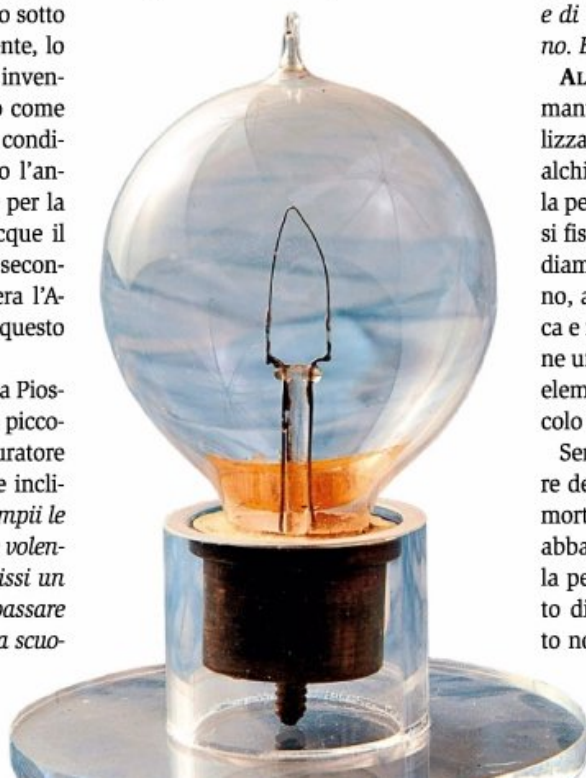 o sotto
nte, lo
inven-
o come
condi-
o l'an-
per la
cque il
secon-
era l'A-
questo
a Pios-
picco-
uratore
e incli-
mpii le
volen-
issi un
passare
a scuo-
e di
no.
AL
man
lizza
alchi
la pe
si fis
diam
no, a
ca e
ne un
elem
colo
Ser
re de
mort
abba
la pe
to di
to ne